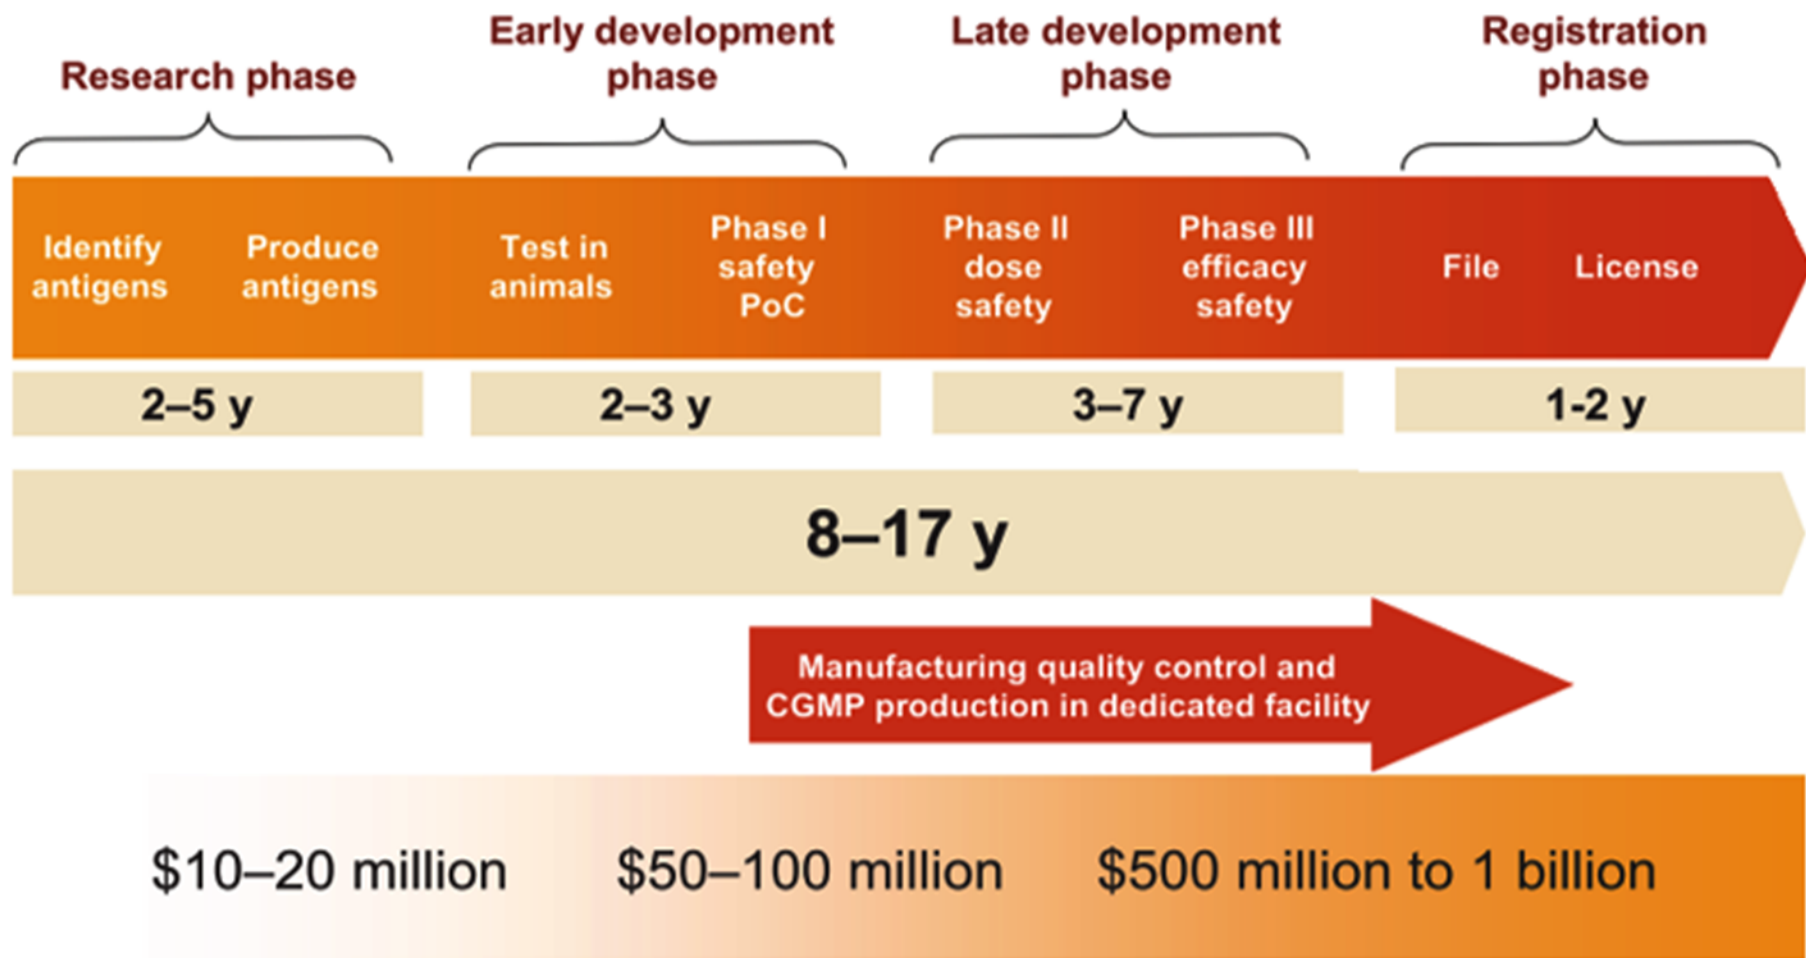 Research phase
Early development
phase
Late development
phase
Registration
phase
Identify
antigens
Produce
antigens
Test in
animals
Phase I
safety
PoC
Phase II
dose
safety
Phase III
efficacy
safety
File
License
2–5 y
2–3 y
3–7 y
1-2 y
8–17 y
Manufacturing quality control and
CGMP production in dedicated facility
$10–20 million
$50–100 million
$500 million to 1 billion